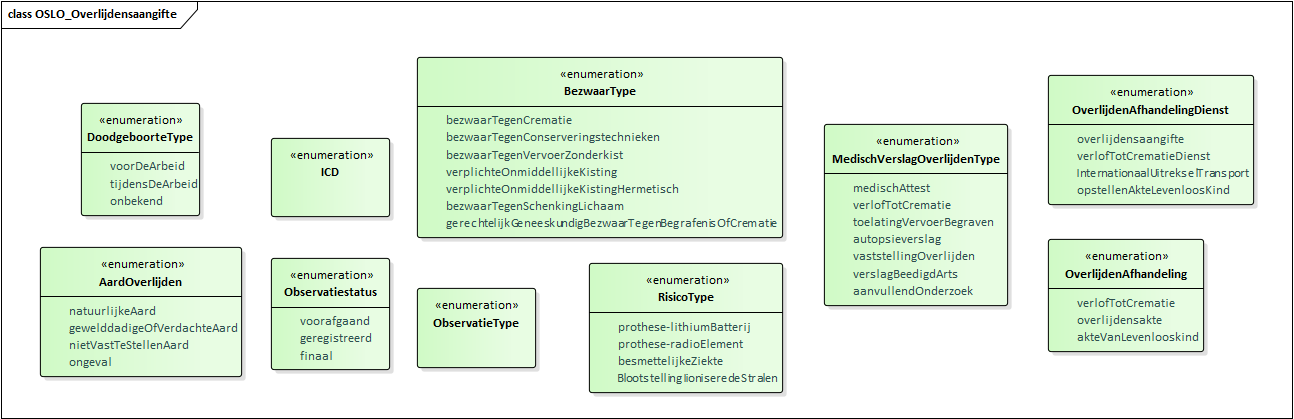 class OSLO_Overlijdensaangifte
«enumeration»
DoodgeboorteType
voorDeArbeid
tijdensDeArbeid
onbekend
«enumeration»
ICD
«enumeration»
BezwaarType
bezwaarTegenCrematie
bezwaarTegenConserveringstechnieken
bezwaarTegenVervoerZonderkist
verplichteOnmiddellijkeKisting
verplichteOnmiddellijkeKistingHermetisch
bezwaarTegenSchenkingLichaam
gerechtelijkGeneeskundigBezwaarTegenBegrafenisOfCrematie
«enumeration»
MedischVerslagOverlijdenType
medischAttest
verlofTotCrematie
toelatingVervoerBegraven
autopsieverslag
vaststellingOverlijden
verslagBeedigdArts
aanvullendOnderzoek
«enumeration»
OverlijdenAfhandelingDienst
overlijdensaangifte
verlofTotCrematieDienst
InternationaalUitrekselTransport
opstellenAkteLevenloosKind
«enumeration»
AardOverlijden
natuurlijkeAard
gewelddadigeOfVerdachteAard
nietVastTeStellenAard
ongeval
«enumeration»
Observatiestatus
voorafgaand
geregistreerd
finaal
«enumeration»
ObservatieType
«enumeration»
RisicoType
prothese-lithiumBatterij
prothese-radioElement
besmettelijkeZiekte
BlootstellingIioniseredeStralen
«enumeration»
OverlijdenAfhandeling
verlofTotCrematie
overlijdensakte
akteVanLevenlooskind